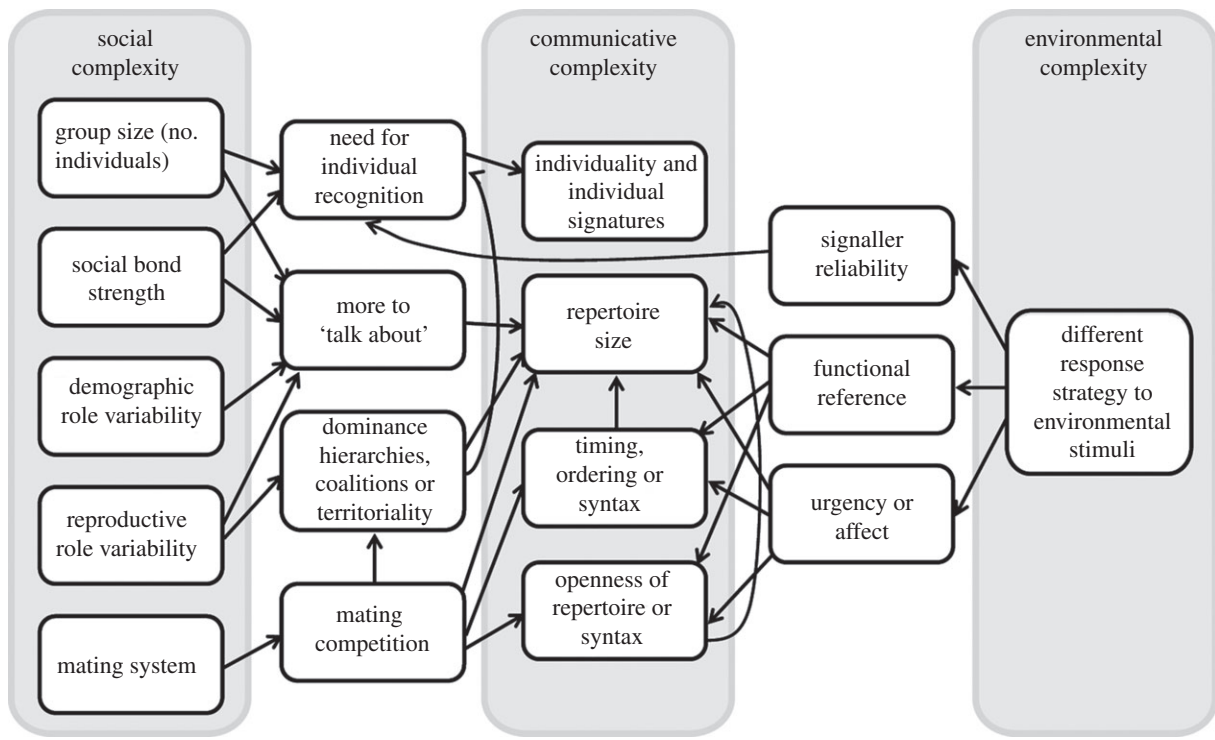 social
complexity
group size (no.
individuals)
social bond
strength
demographic
role variability
reproductive
role variability
mating system
need for
individual
recognition
more to
‘talk about’
dominance
hierarchies,
coalitions or
territoriality
mating
competition
communicative
complexity
individuality and
individual
signatures
repertoire
size
timing,
ordering or
syntax
openness of
repertoire or
syntax
signaller
reliability
functional
reference
urgency or
affect
environmental
complexity
different
response
strategy to
environmental
stimuli